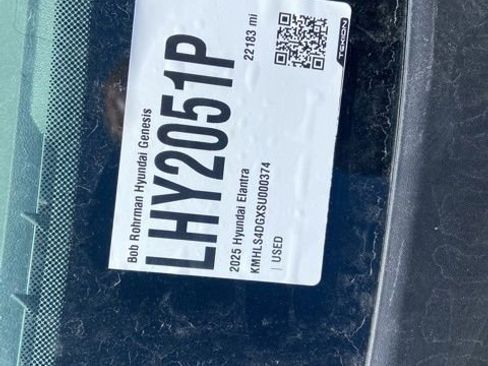 Bob Rohrman Hyundai Genesis
LHY2051P
2025 Hyundai Elantra
22183 mi
KMHLS4DGXSU000374
| USED
TEKION